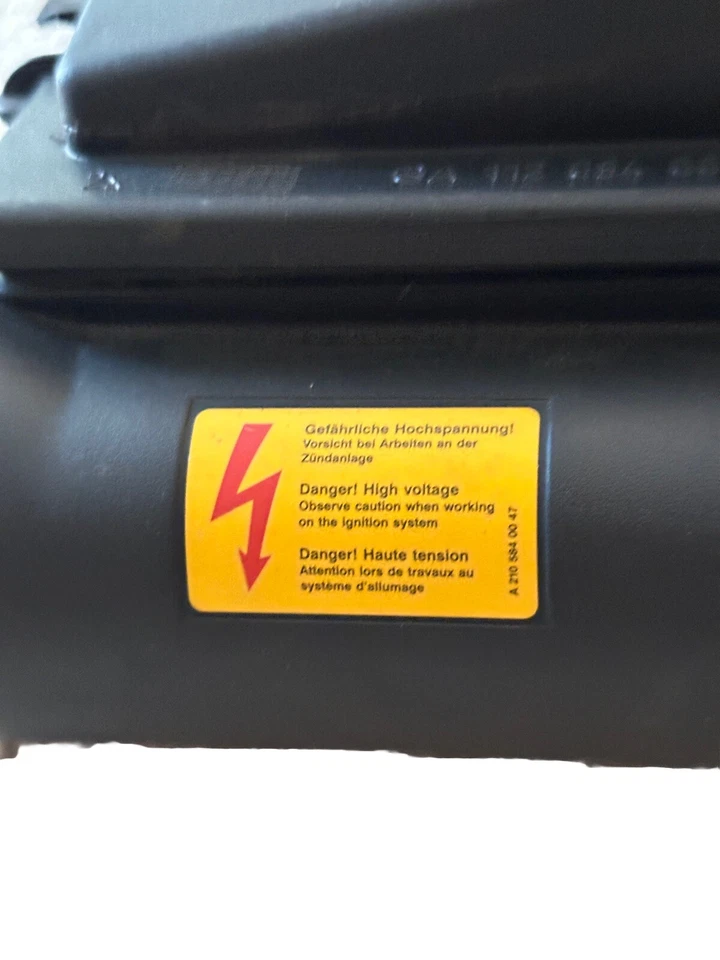 Gefährliche Hochspannung!
Vorsicht bei Arbeiten an der
Zündanlage
Danger! High voltage
Observe caution when working
on the ignition system
Danger! Haute tension
Attention lors de travaux au
système d'allumage
A 210 584 00 47